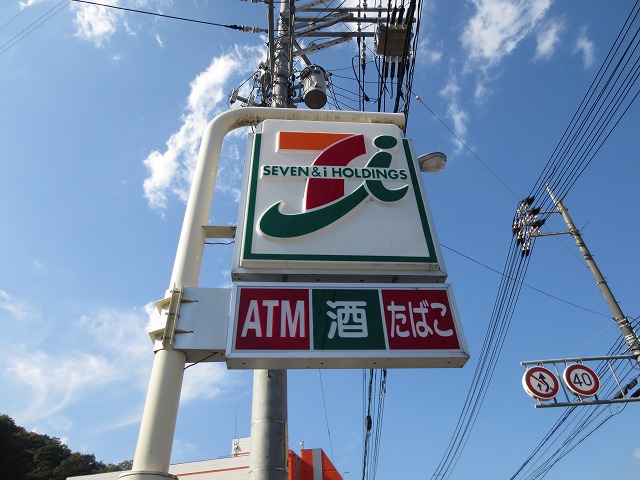 SEVEN & i HOLDINGS
ATM 酒 たばこ
40